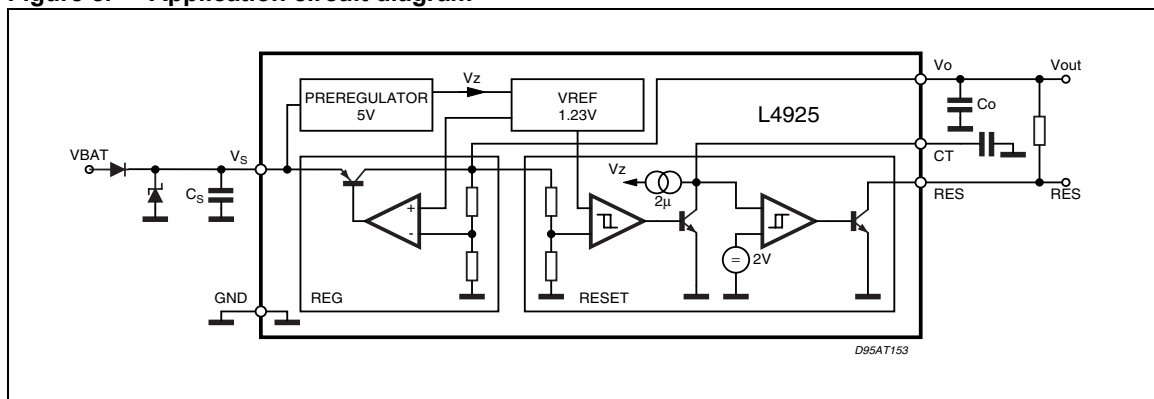 Figure 3. Application circuit diagram
Vo
Vout
Vz
PREREGULATOR
5V
VREF
1.23V
L4925
Co
CT
VBAT
VS
Vz
CS
2µ
RES
RES
+
-
=
2V
GND
REG
RESET
D95AT153